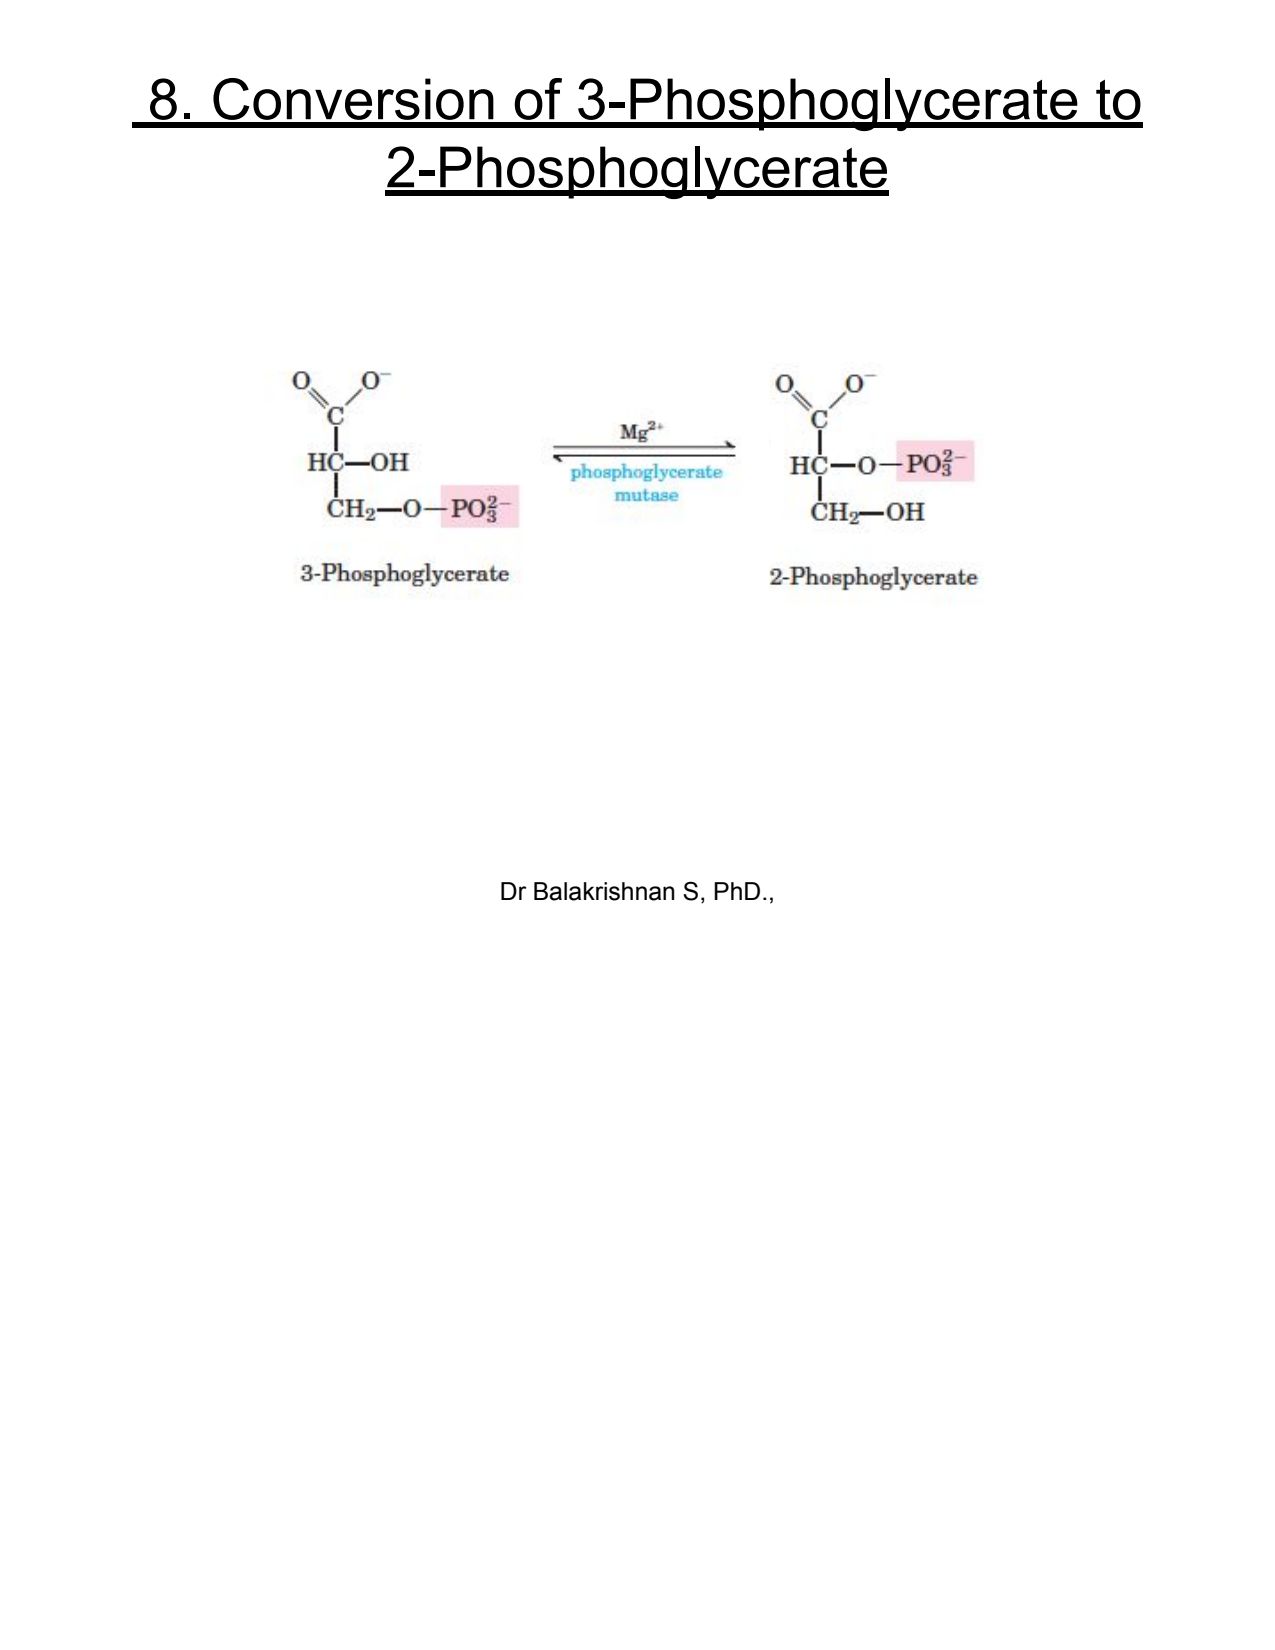 8. Conversion of 3-Phosphoglycerate to
2-Phosphoglycerate
O O⁻
C
HC—OH
CH₂—O—PO₃²⁻
3-Phosphoglycerate
Mg²⁺
phosphoglycerate
mutase
O O⁻
C
HC—O—PO₃²⁻
CH₂—OH
2-Phosphoglycerate
Dr Balakrishnan S, PhD.,